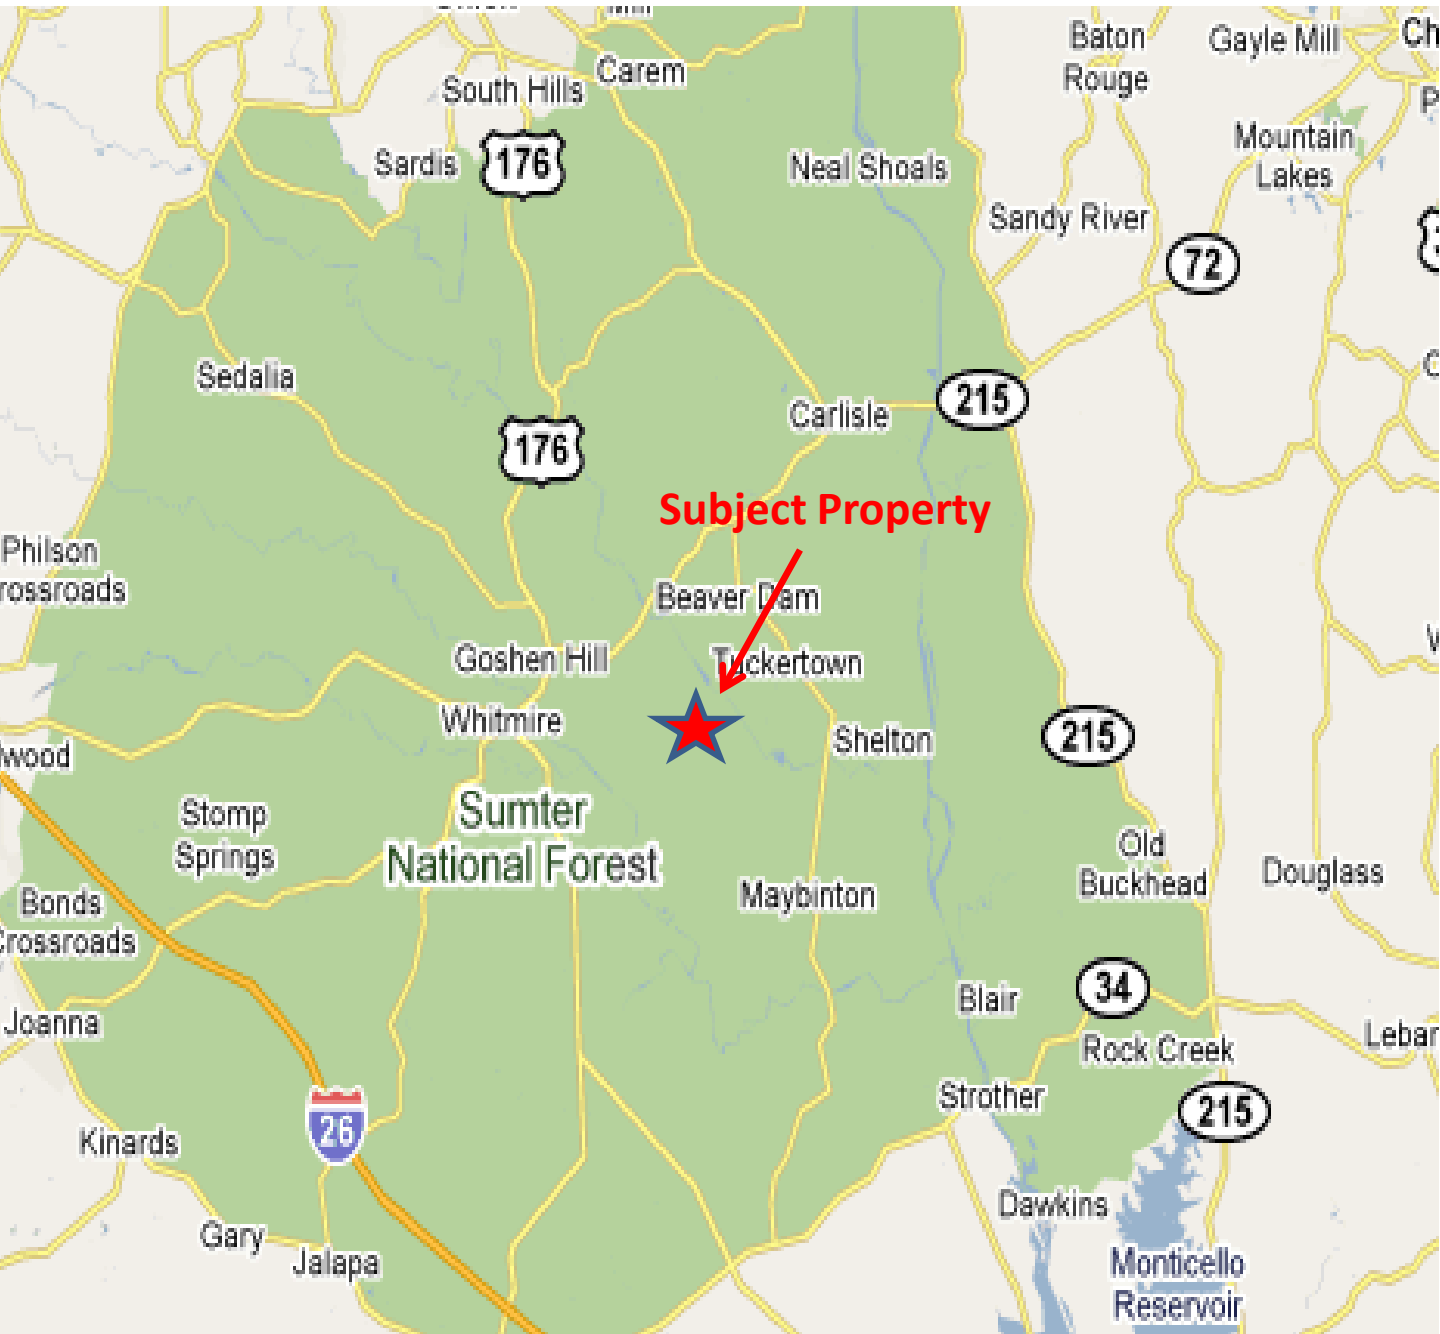 Carem
Baton
Rouge
Gayle Mill
South Hills
Sardis
176
Neal Shoals
Mountain
Lakes
Sandy River
72
Sedalia
Carlisle
215
176
Subject Property
Philson
rossroads
Beaver Dam
Goshen Hill
Tuckertown
Whitmire
Shelton
215
wood
Sumter
National Forest
Stomp
Springs
Old
Buckhead
Douglass
Maybinton
Bonds
Crossroads
Joanna
Blair
34
Rock Creek
Lebar
Strother
215
26
Kinards
Dawkins
Gary
Jalapa
Monticello
Reservoir